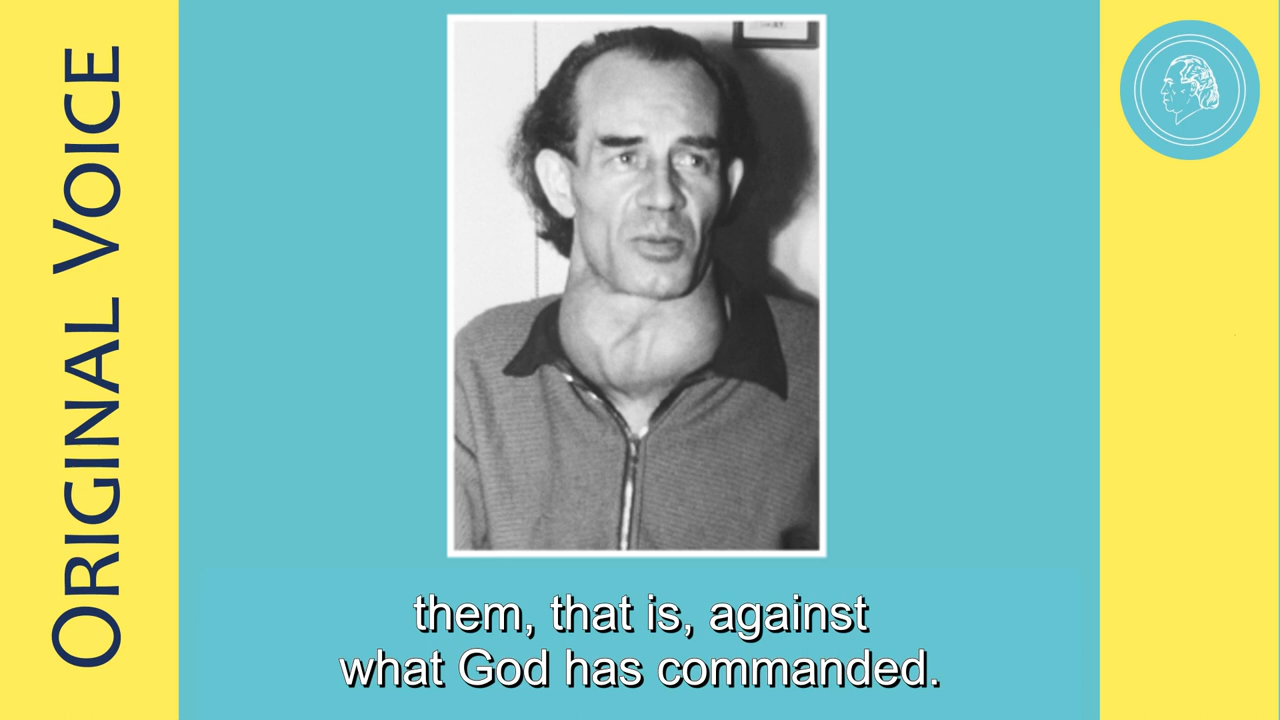 ORIGINAL VOICE
them, that is, against
what God has commanded.